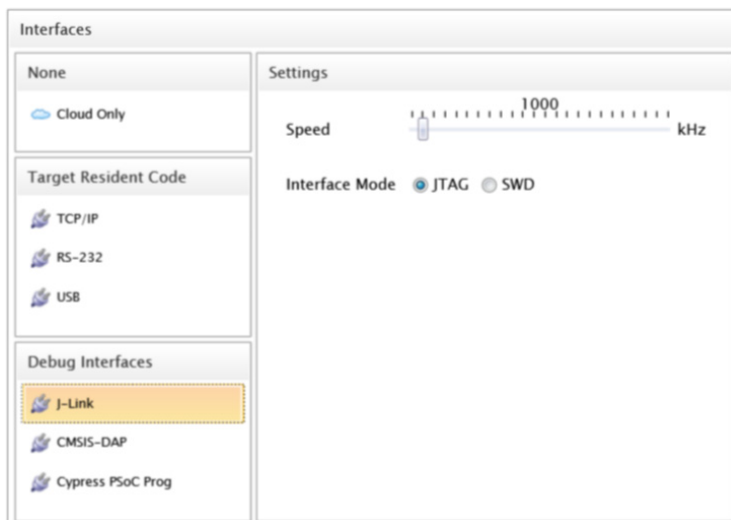 Interfaces
None
Cloud Only
Target Resident Code
TCP/IP
RS-232
USB
Debug Interfaces
J-Link
CMSIS-DAP
Cypress PSoC Prog
Settings
1000
Speed kHz
Interface Mode JTAG SWD